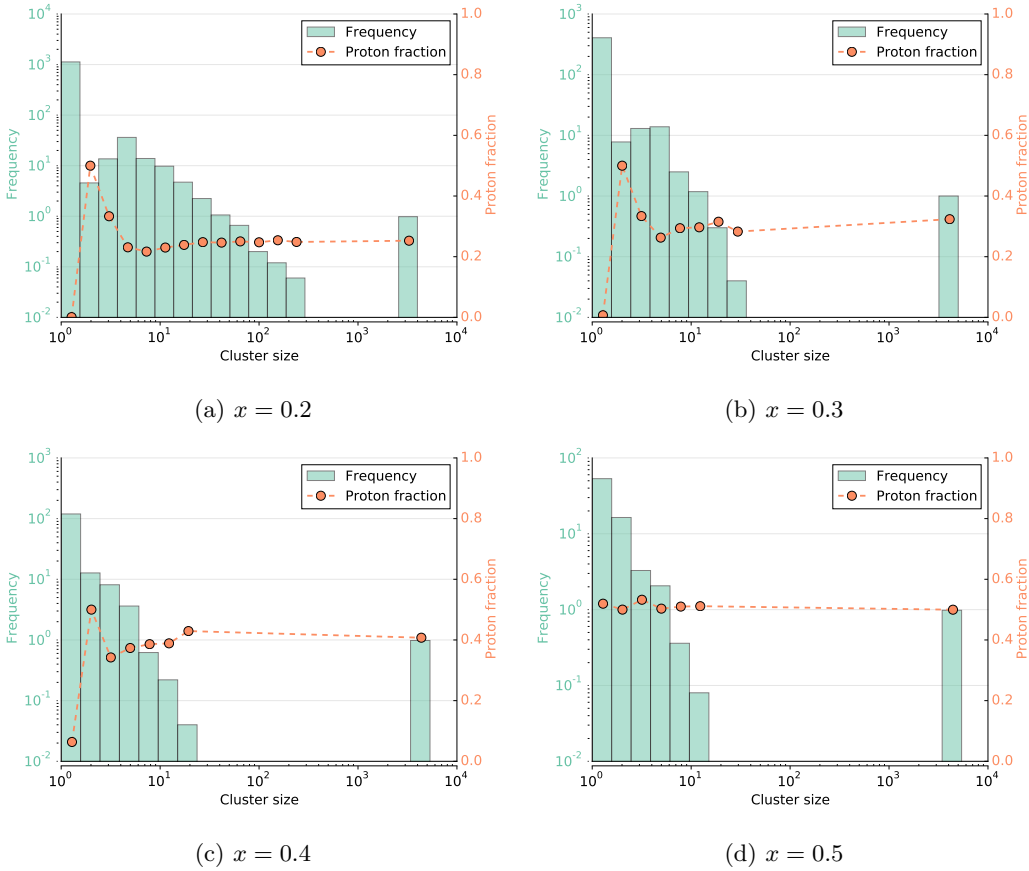 Frequency
Proton fraction
10^4
10^3
10^2
10^1
10^0
10^-1
10^-2
Frequency
1.0
0.8
0.6
0.4
0.2
0.0
Proton fraction
10^0 10^1 10^2 10^3 10^4
Cluster size
(a) x = 0.2
Frequency
Proton fraction
10^3
10^2
10^1
10^0
10^-1
10^-2
Frequency
1.0
0.8
0.6
0.4
0.2
0.0
Proton fraction
10^0 10^1 10^2 10^3 10^4
Cluster size
(b) x = 0.3
Frequency
Proton fraction
10^3
10^2
10^1
10^0
10^-1
10^-2
Frequency
1.0
0.8
0.6
0.4
0.2
0.0
Proton fraction
10^0 10^1 10^2 10^3 10^4
Cluster size
(c) x = 0.4
Frequency
Proton fraction
10^2
10^1
10^0
10^-1
10^-2
Frequency
1.0
0.8
0.6
0.4
0.2
0.0
Proton fraction
10^0 10^1 10^2 10^3 10^4
Cluster size
(d) x = 0.5